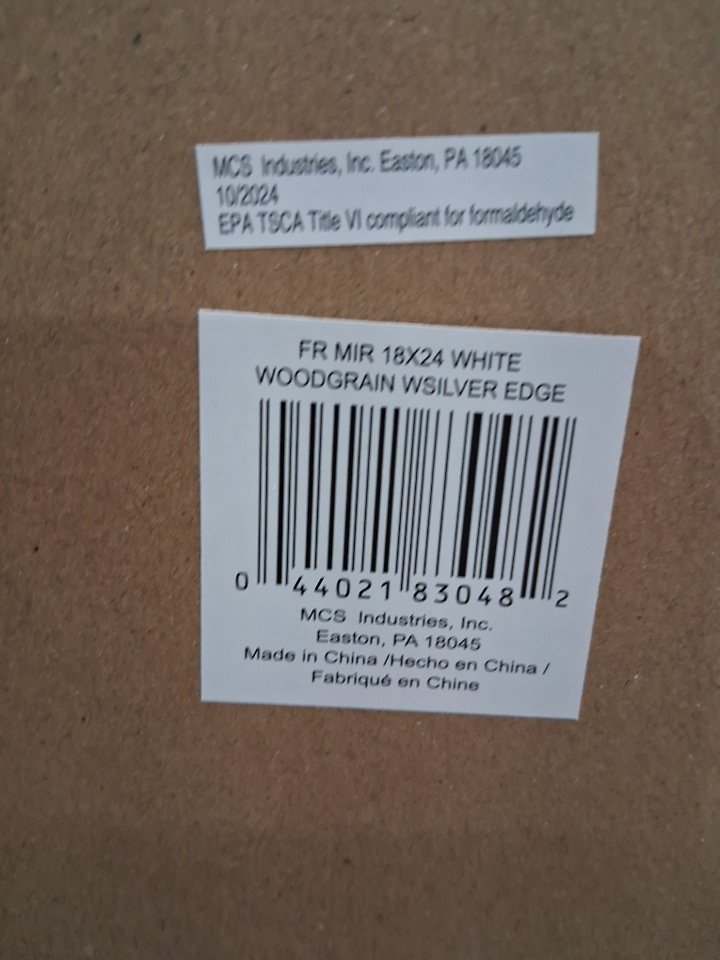 MCS Industries, Inc. Easton, PA 18045
10/2024
EPA TSCA Title VI compliant for formaldehyde
FR MIR 18X24 WHITE
WOODGRAIN WSILVER EDGE
0 44021 83048 2
MCS Industries, Inc.
Easton, PA 18045
Made in China /Hecho en China /
Fabriqué en Chine